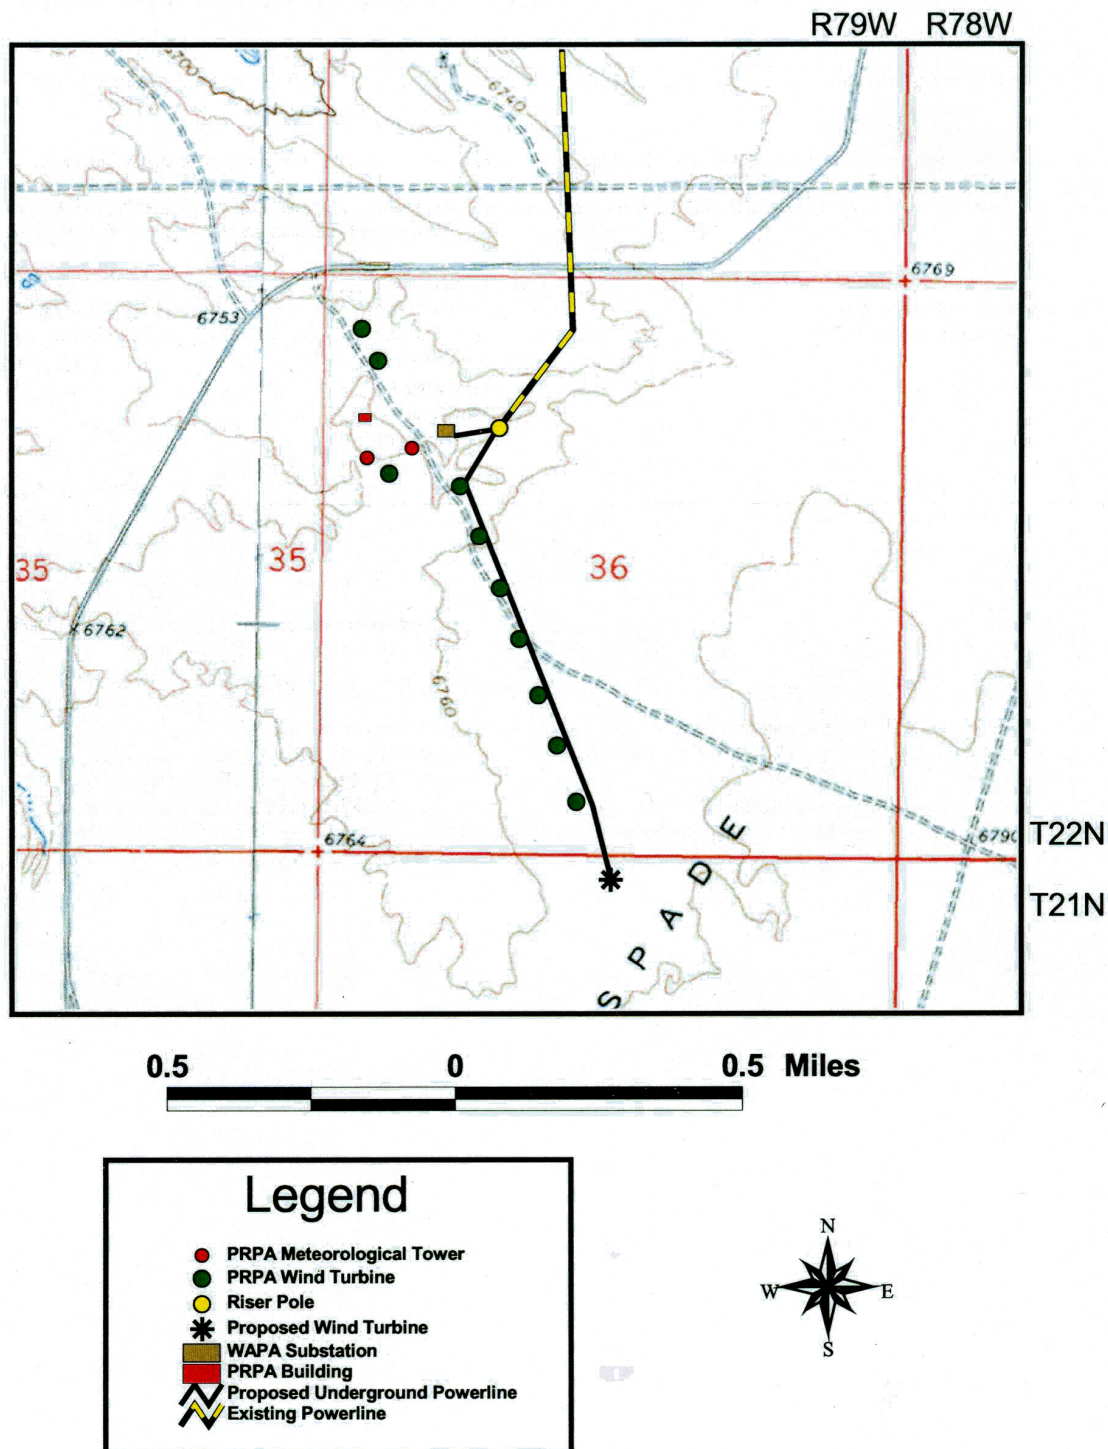 R79W R78W
6700
6740
6769
6753
35
35
36
6762
6760
6764
6790
T22N
T21N
SPADE
0.5 0 0.5 Miles
Legend
PRPA Meteorological Tower
PRPA Wind Turbine
Riser Pole
Proposed Wind Turbine
WAPA Substation
PRPA Building
Proposed Underground Powerline
Existing Powerline
N
W E
S